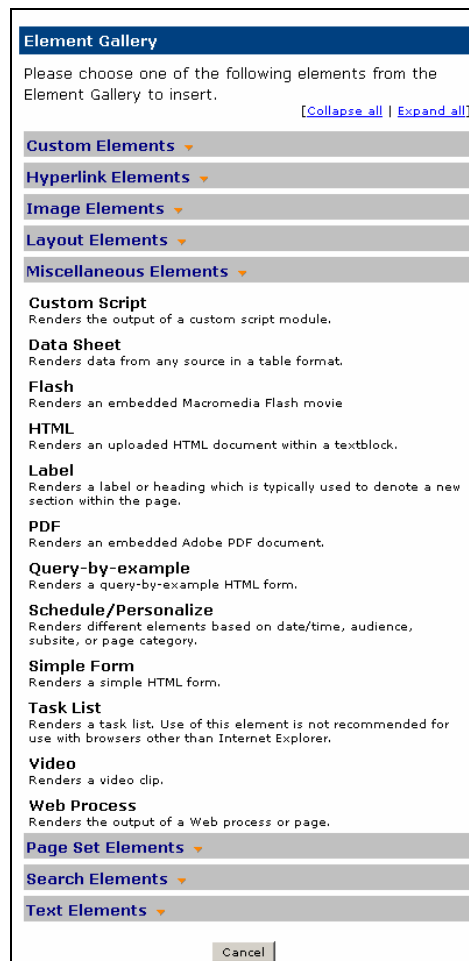 Element Gallery
Please choose one of the following elements from the
Element Gallery to insert.
[Collapse all | Expand all]
Custom Elements
Hyperlink Elements
Image Elements
Layout Elements
Miscellaneous Elements
Custom Script
Renders the output of a custom script module.
Data Sheet
Renders data from any source in a table format.
Flash
Renders an embedded Macromedia Flash movie
HTML
Renders an uploaded HTML document within a textblock.
Label
Renders a label or heading which is typically used to denote a new
section within the page.
PDF
Renders an embedded Adobe PDF document.
Query-by-example
Renders a query-by-example HTML form.
Schedule/Personalize
Renders different elements based on date/time, audience,
subsite, or page category.
Simple Form
Renders a simple HTML form.
Task List
Renders a task list. Use of this element is not recommended for
use with browsers other than Internet Explorer.
Video
Renders a video clip.
Web Process
Renders the output of a Web process or page.
Page Set Elements
Search Elements
Text Elements
Cancel